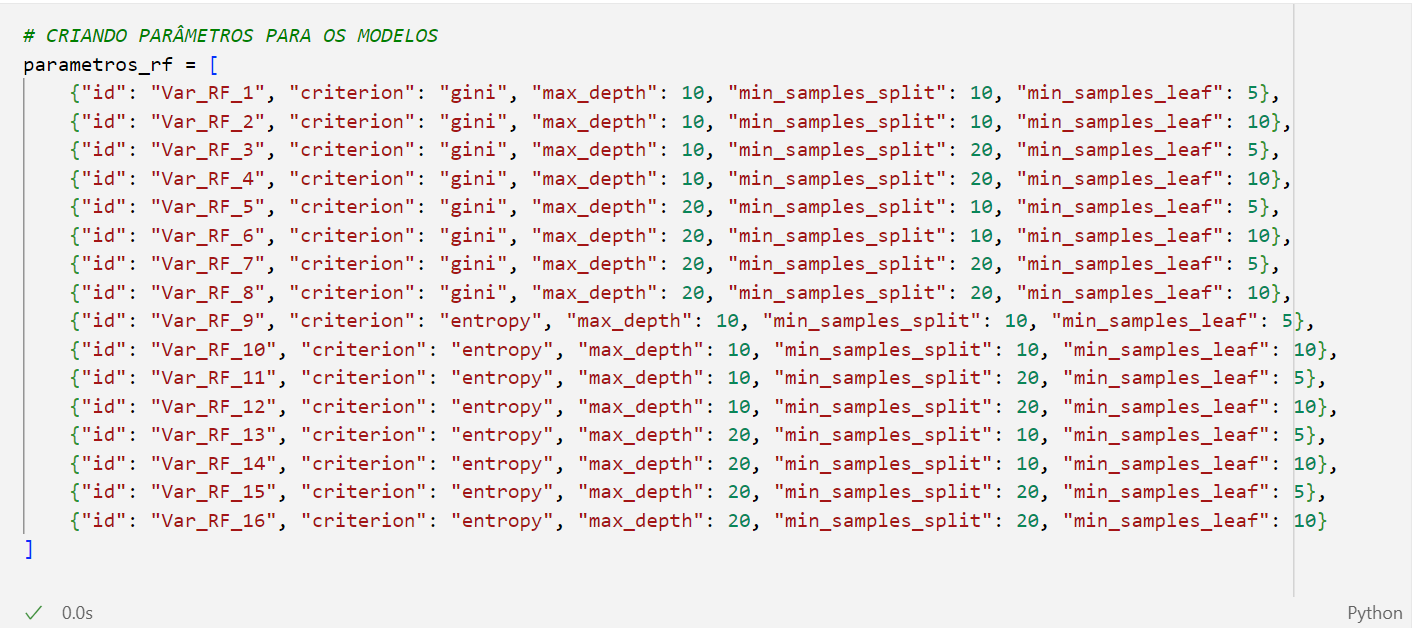 # CRIANDO PARÂMETROS PARA OS MODELOS
parametros_rf = [
    {"id": "Var_RF_1", "criterion": "gini", "max_depth": 10, "min_samples_split": 10, "min_samples_leaf": 5},
    {"id": "Var_RF_2", "criterion": "gini", "max_depth": 10, "min_samples_split": 10, "min_samples_leaf": 10},
    {"id": "Var_RF_3", "criterion": "gini", "max_depth": 10, "min_samples_split": 20, "min_samples_leaf": 5},
    {"id": "Var_RF_4", "criterion": "gini", "max_depth": 10, "min_samples_split": 20, "min_samples_leaf": 10},
    {"id": "Var_RF_5", "criterion": "gini", "max_depth": 20, "min_samples_split": 10, "min_samples_leaf": 5},
    {"id": "Var_RF_6", "criterion": "gini", "max_depth": 20, "min_samples_split": 10, "min_samples_leaf": 10},
    {"id": "Var_RF_7", "criterion": "gini", "max_depth": 20, "min_samples_split": 20, "min_samples_leaf": 5},
    {"id": "Var_RF_8", "criterion": "gini", "max_depth": 20, "min_samples_split": 20, "min_samples_leaf": 10},
    {"id": "Var_RF_9", "criterion": "entropy", "max_depth": 10, "min_samples_split": 10, "min_samples_leaf": 5},
    {"id": "Var_RF_10", "criterion": "entropy", "max_depth": 10, "min_samples_split": 10, "min_samples_leaf": 10},
    {"id": "Var_RF_11", "criterion": "entropy", "max_depth": 10, "min_samples_split": 20, "min_samples_leaf": 5},
    {"id": "Var_RF_12", "criterion": "entropy", "max_depth": 10, "min_samples_split": 20, "min_samples_leaf": 10},
    {"id": "Var_RF_13", "criterion": "entropy", "max_depth": 20, "min_samples_split": 10, "min_samples_leaf": 5},
    {"id": "Var_RF_14", "criterion": "entropy", "max_depth": 20, "min_samples_split": 10, "min_samples_leaf": 10},
    {"id": "Var_RF_15", "criterion": "entropy", "max_depth": 20, "min_samples_split": 20, "min_samples_leaf": 5},
    {"id": "Var_RF_16", "criterion": "entropy", "max_depth": 20, "min_samples_split": 20, "min_samples_leaf": 10}
]
✓ 0.0s
Python